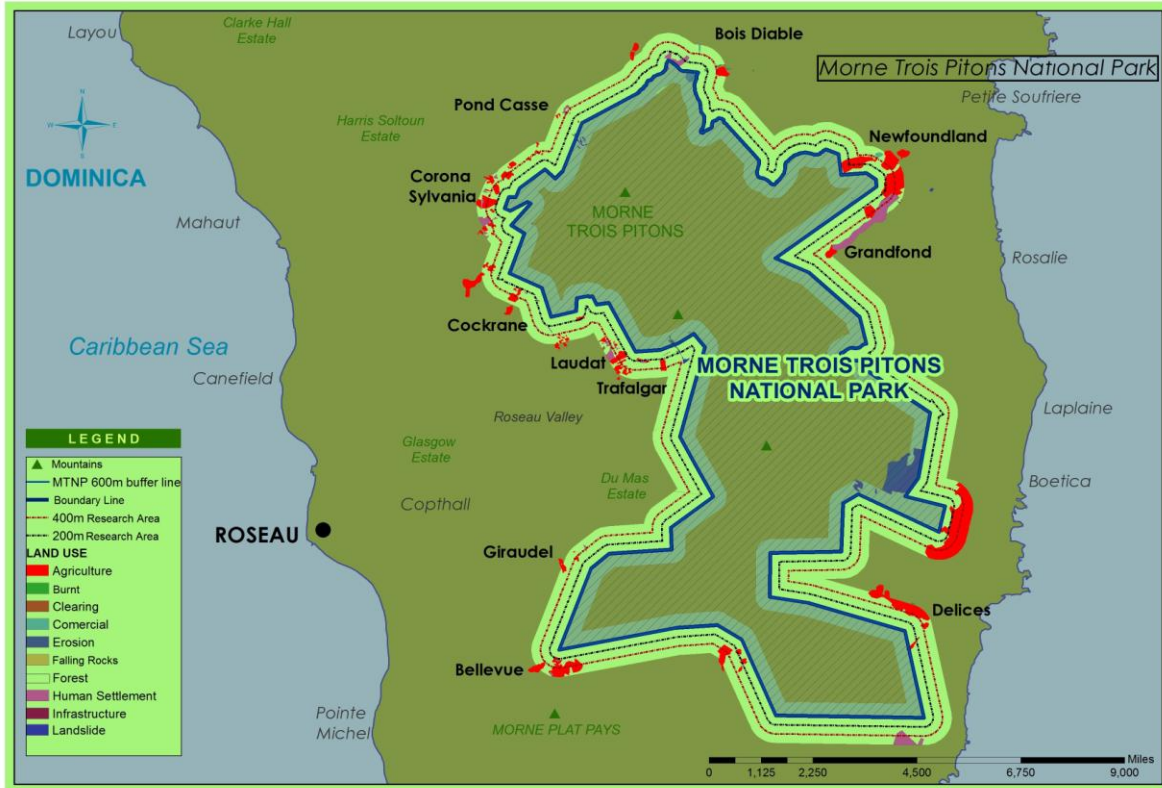 Layou
Clarke Hall
Estate
Bois Diable
Morne Trois Pitons National Park
Petite Soufriere
N
W E
S
Pond Casse
Harris Soltoun
Estate
Newfoundland
DOMINICA
Corona
Sylvania
MORNE
TROIS PITONS
Mahaut
Grandfond
Rosalie
Cockrane
Caribbean Sea
Laudat
Canefield
Trafalgar
MORNE TROIS PITONS
NATIONAL PARK
Roseau Valley
Laplaine
Glasgow
Estate
Du Mas
Estate
Boetica
Copthall
ROSEAU
Giraudel
Delices
Bellevue
Pointe
Michel
MORNE PLAT PAYS
LEGEND
Mountains
MTNP 600m buffer line
Boundary Line
400m Research Area
200m Research Area
LAND USE
Agriculture
Burnt
Clearing
Comercial
Erosion
Falling Rocks
Forest
Human Settlement
Infrastructure
Landslide
Miles
0 1,125 2,250 4,500 6,750 9,000